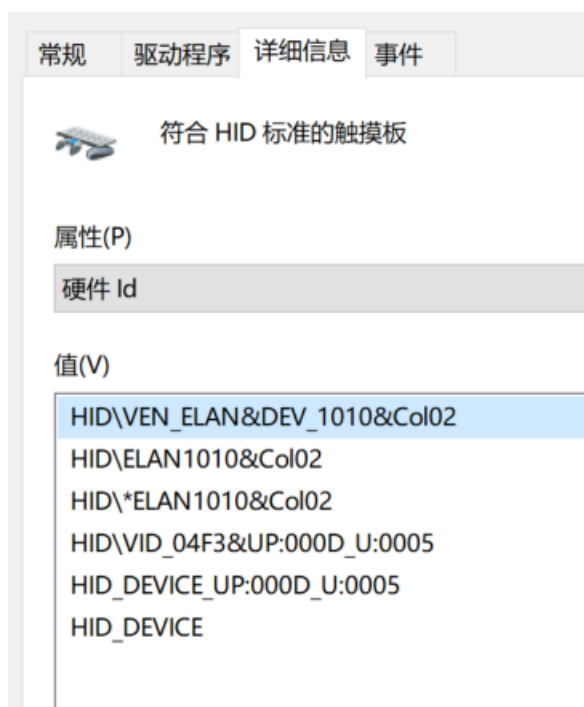 常规 驱动程序 详细信息 事件
符合 HID 标准的触摸板
属性(P)
硬件 Id
值(V)
HID\VEN_ELAN&DEV_1010&Col02
HID\ELAN1010&Col02
HID\*ELAN1010&Col02
HID\VID_04F3&UP:000D_U:0005
HID_DEVICE_UP:000D_U:0005
HID_DEVICE